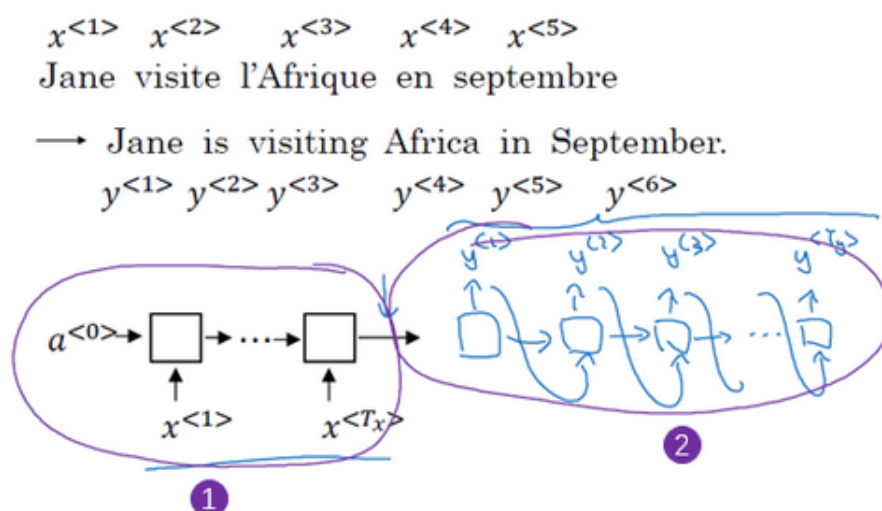 x<1> x<2> x<3> x<4> x<5>
Jane visite l'Afrique en septembre
→ Jane is visiting Africa in September.
y<1> y<2> y<3> y<4> y<5> y<6>
y<1> y<2> y<3> y<Ty>
a<0> ... ...
x<1> x<Tx>
1 2